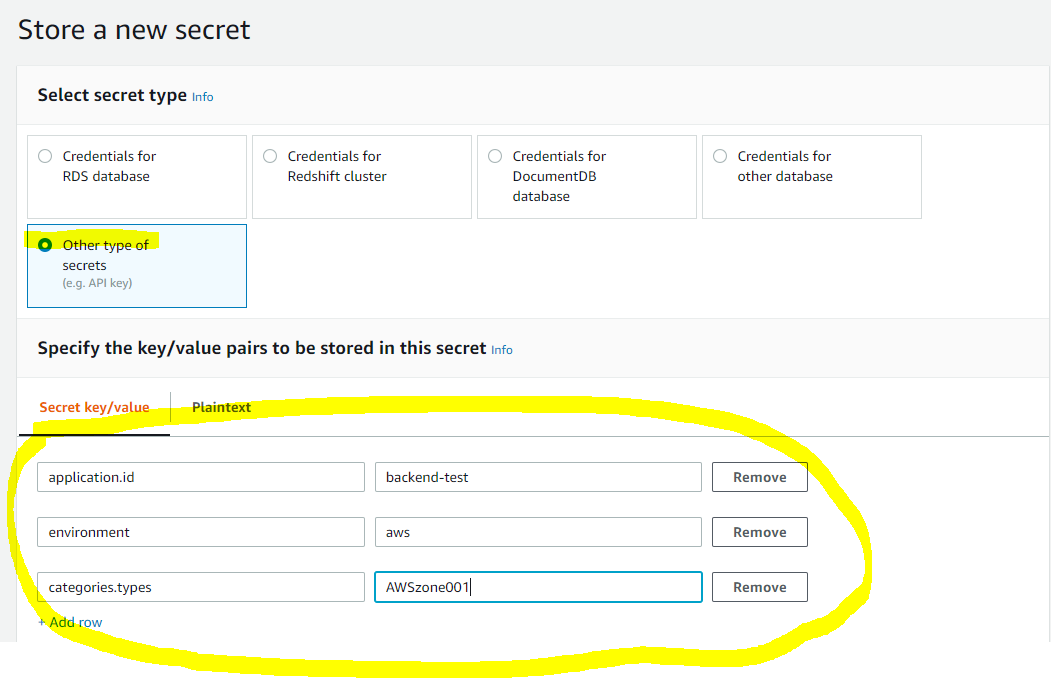 Store a new secret
Select secret type Info
Credentials for
RDS database
Credentials for
Redshift cluster
Credentials for
DocumentDB
database
Credentials for
other database
Other type of
secrets
(e.g. API key)
Specify the key/value pairs to be stored in this secret Info
Secret key/value Plaintext
application.id backend-test Remove
environment aws Remove
categories.types AWSzone001 Remove
+ Add row